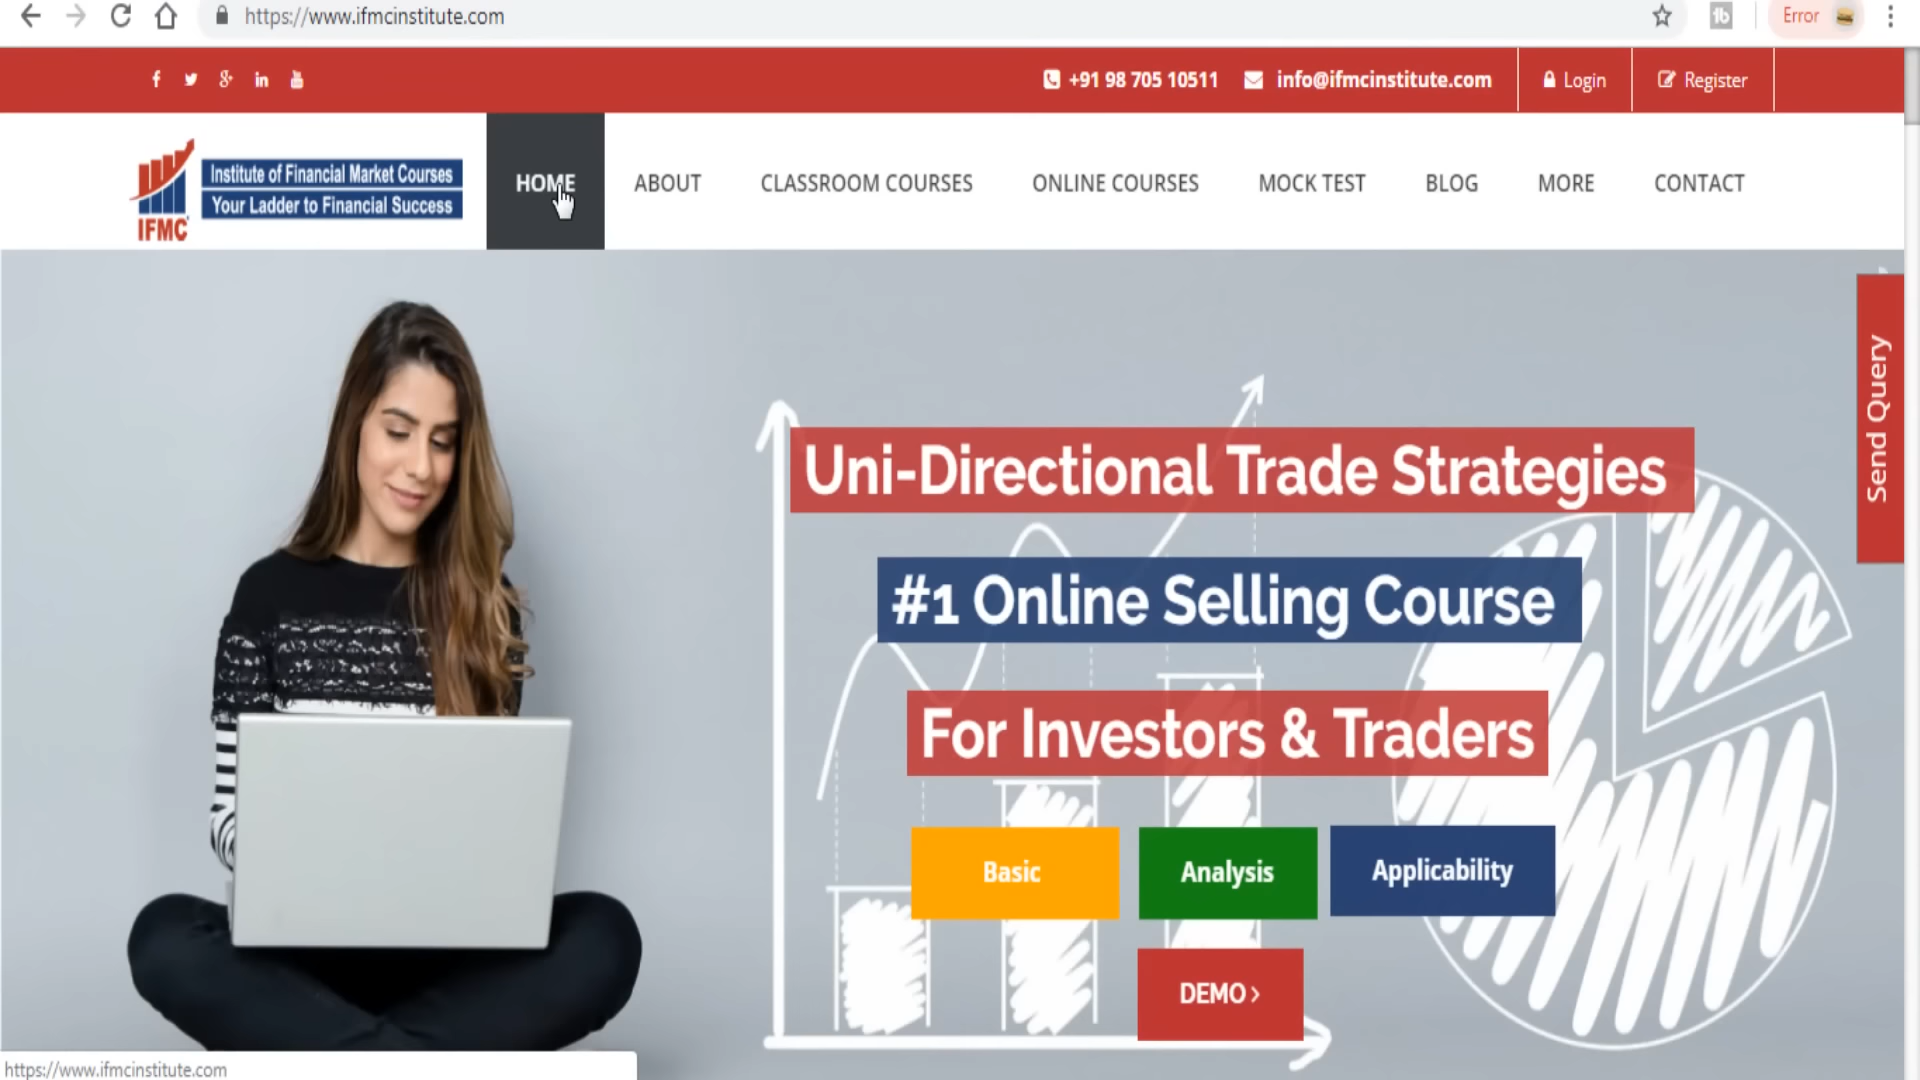 https://www.ifmcinstitute.com
Error
+91 98 705 10511
info@ifmcinstitute.com
Login
Register
Institute of Financial Market Courses
Your Ladder to Financial Success
IFMC
HOME
ABOUT
CLASSROOM COURSES
ONLINE COURSES
MOCK TEST
BLOG
MORE
CONTACT
Send Query
Uni-Directional Trade Strategies
#1 Online Selling Course
For Investors & Traders
Basic
Analysis
Applicability
DEMO ›
https://www.ifmcinstitute.com